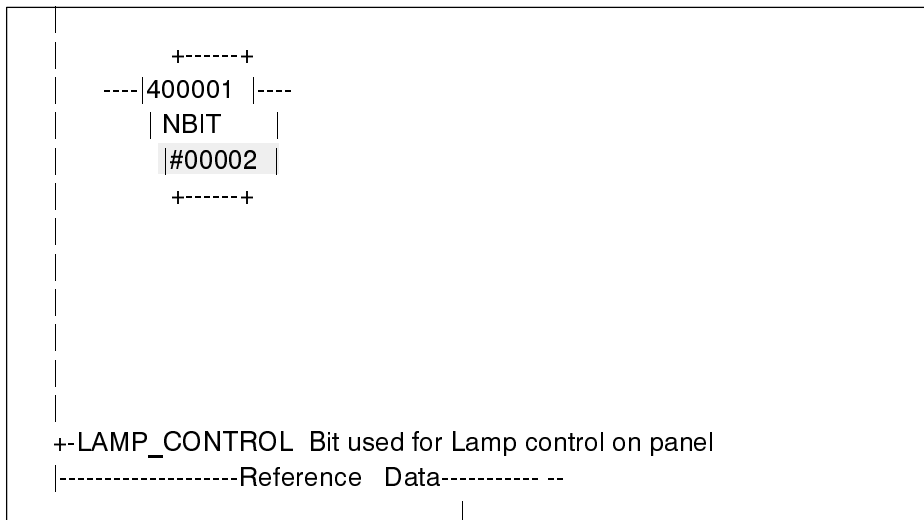 +------+
----|400001 |----
| NBIT |
|#00002 |
+------+
+-LAMP_CONTROL Bit used for Lamp control on panel
|--------------------Reference Data----------- --